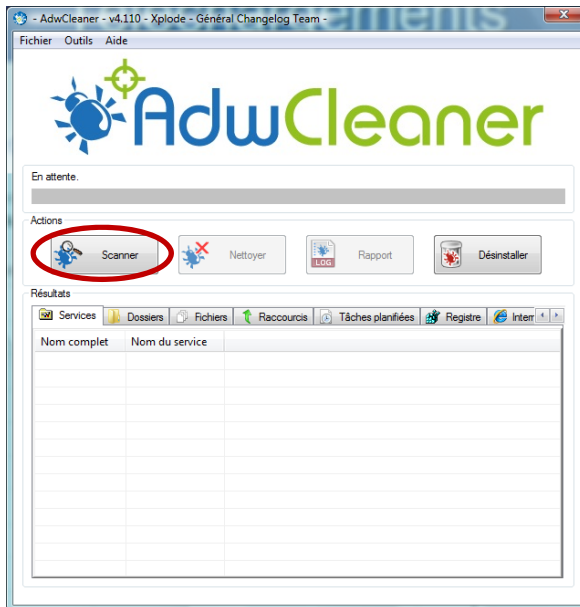 - AdwCleaner - v4.110 - Xplode - Général Changelog Team -
Fichier Outils Aide
AdwCleaner
En attente.
Actions
Scanner Nettoyer LOG Rapport Désinstaller
Résultats
Services Dossiers Fichiers Raccourcis Tâches planifiées Registre
Nom complet Nom du service